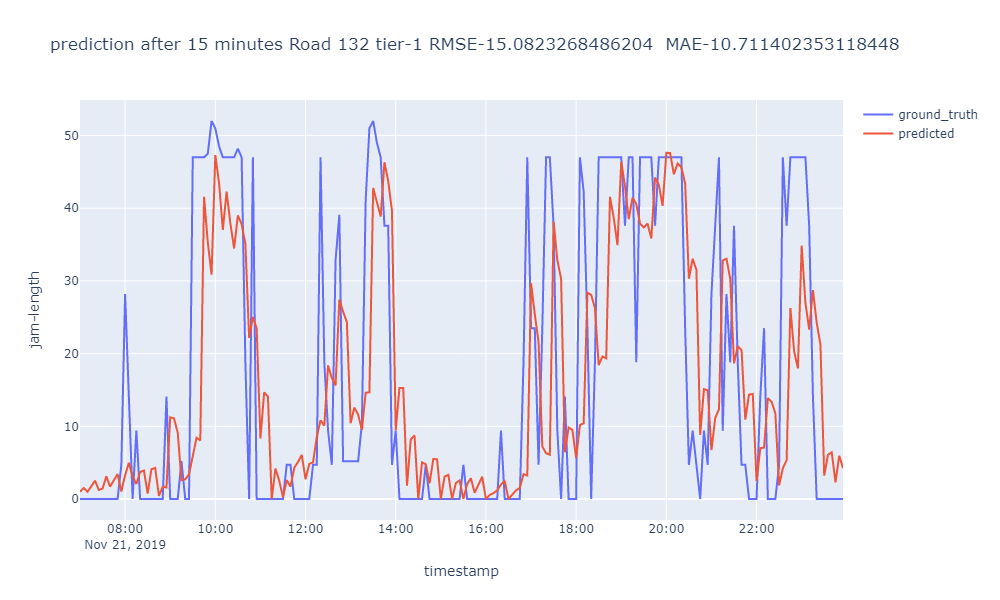 prediction after 15 minutes Road 132 tier-1 RMSE-15.0823268486204  MAE-10.711402353118448
ground_truth
predicted
50
40
30
20
10
0
jam-length
08:00 10:00 12:00 14:00 16:00 18:00 20:00 22:00
Nov 21, 2019
timestamp